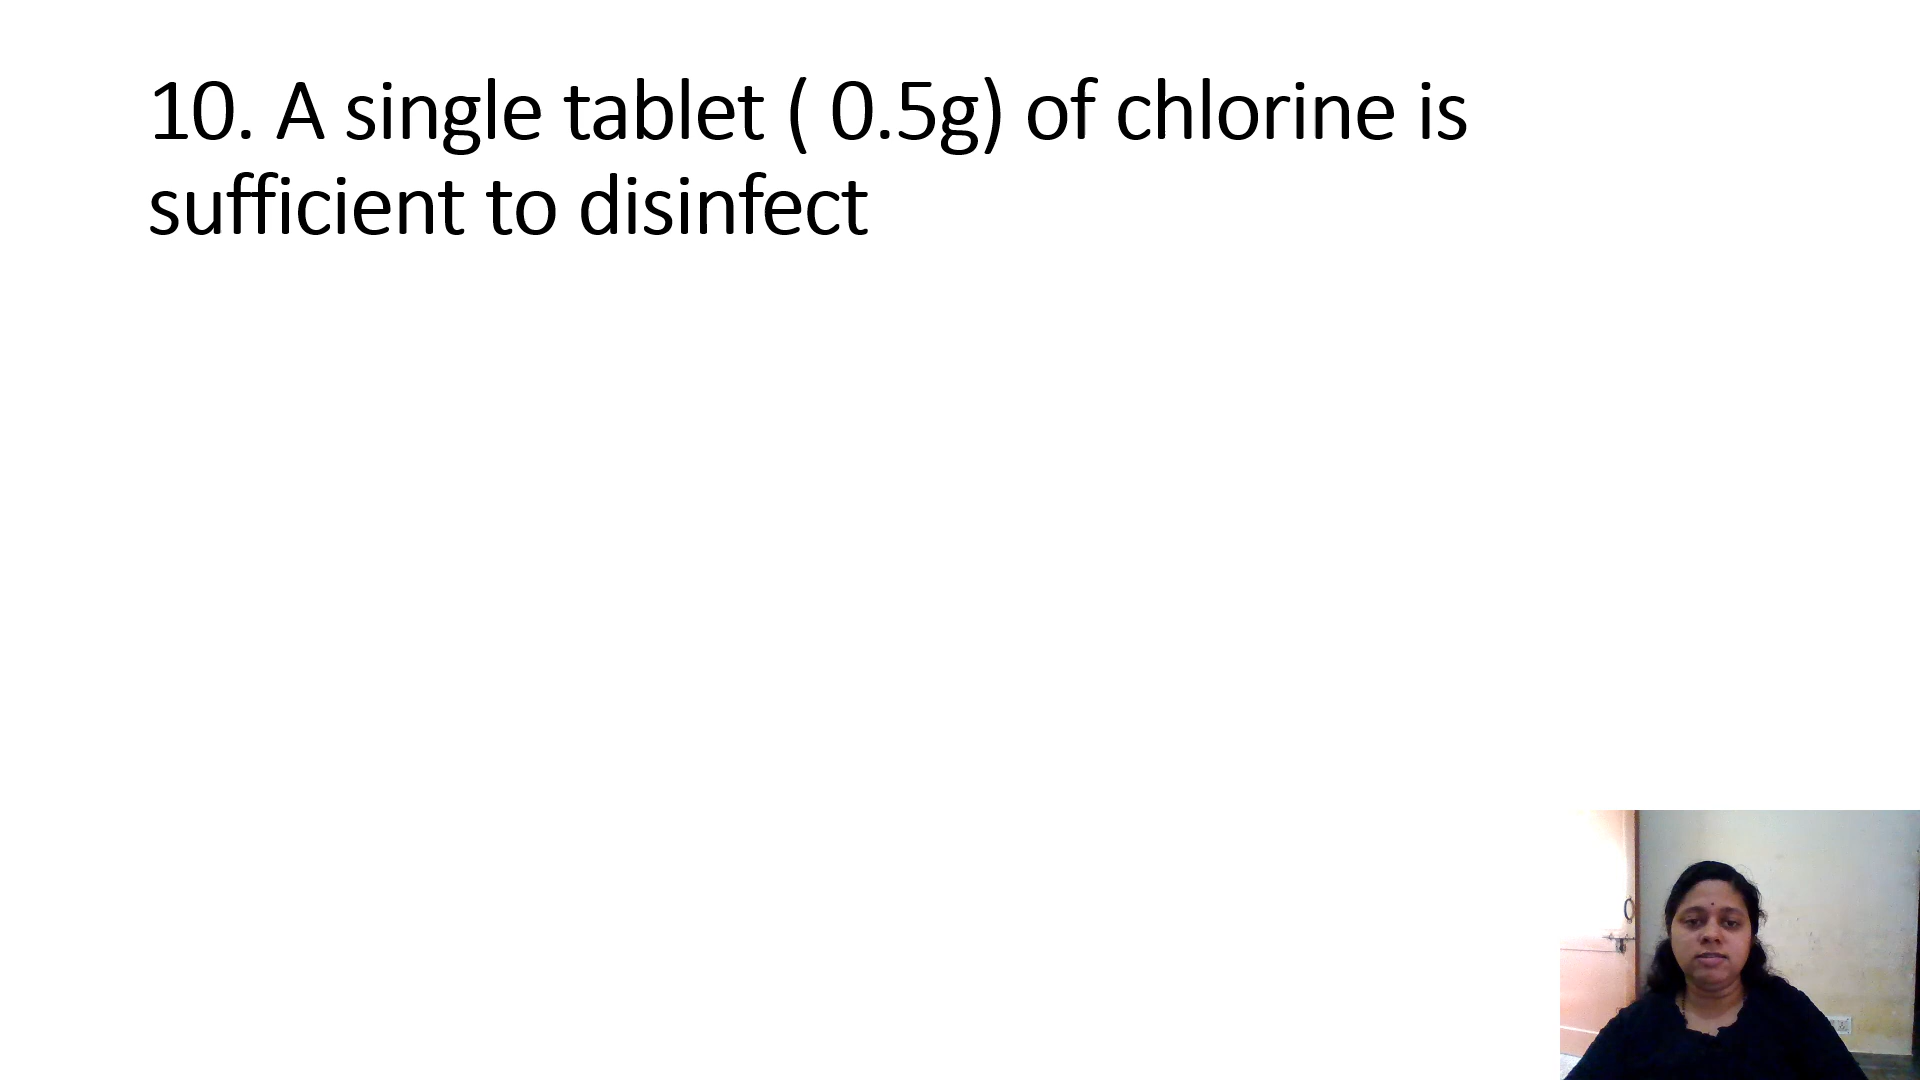 10. A single tablet ( 0.5g) of chlorine is
sufficient to disinfect